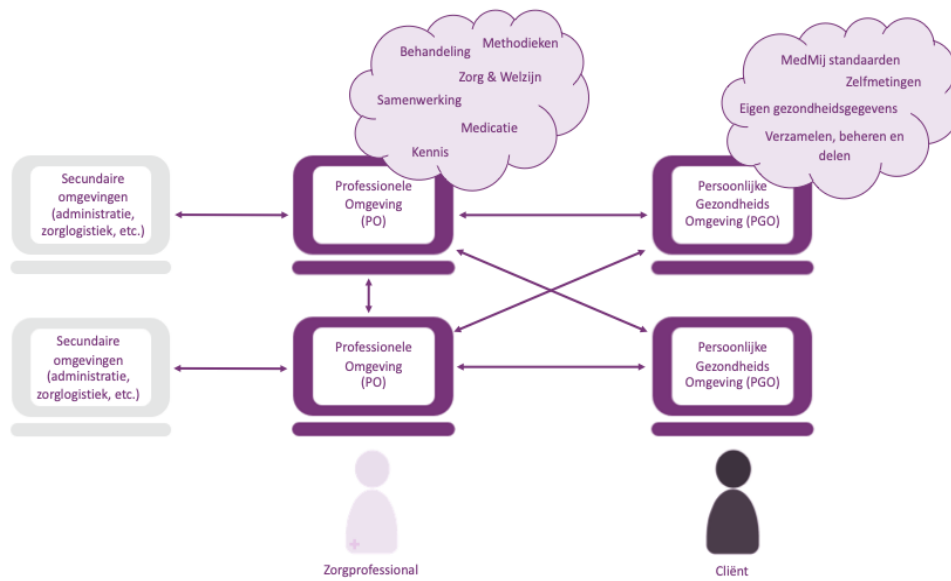 Behandeling
Methodieken
Zorg & Welzijn
Samenwerking
Medicatie
Kennis
MedMij standaarden
Zelfmetingen
Eigen gezondheidsgegevens
Verzamelen, beheren en
delen
Secundaire
omgevingen
(administratie,
zorglogistiek, etc.)
Professionele
Omgeving
(PO)
Persoonlijke
Gezondheids
Omgeving (PGO)
Secundaire
omgevingen
(administratie,
zorglogistiek, etc.)
Professionele
Omgeving
(PO)
Persoonlijke
Gezondheids
Omgeving (PGO)
Zorgprofessional
Cliënt